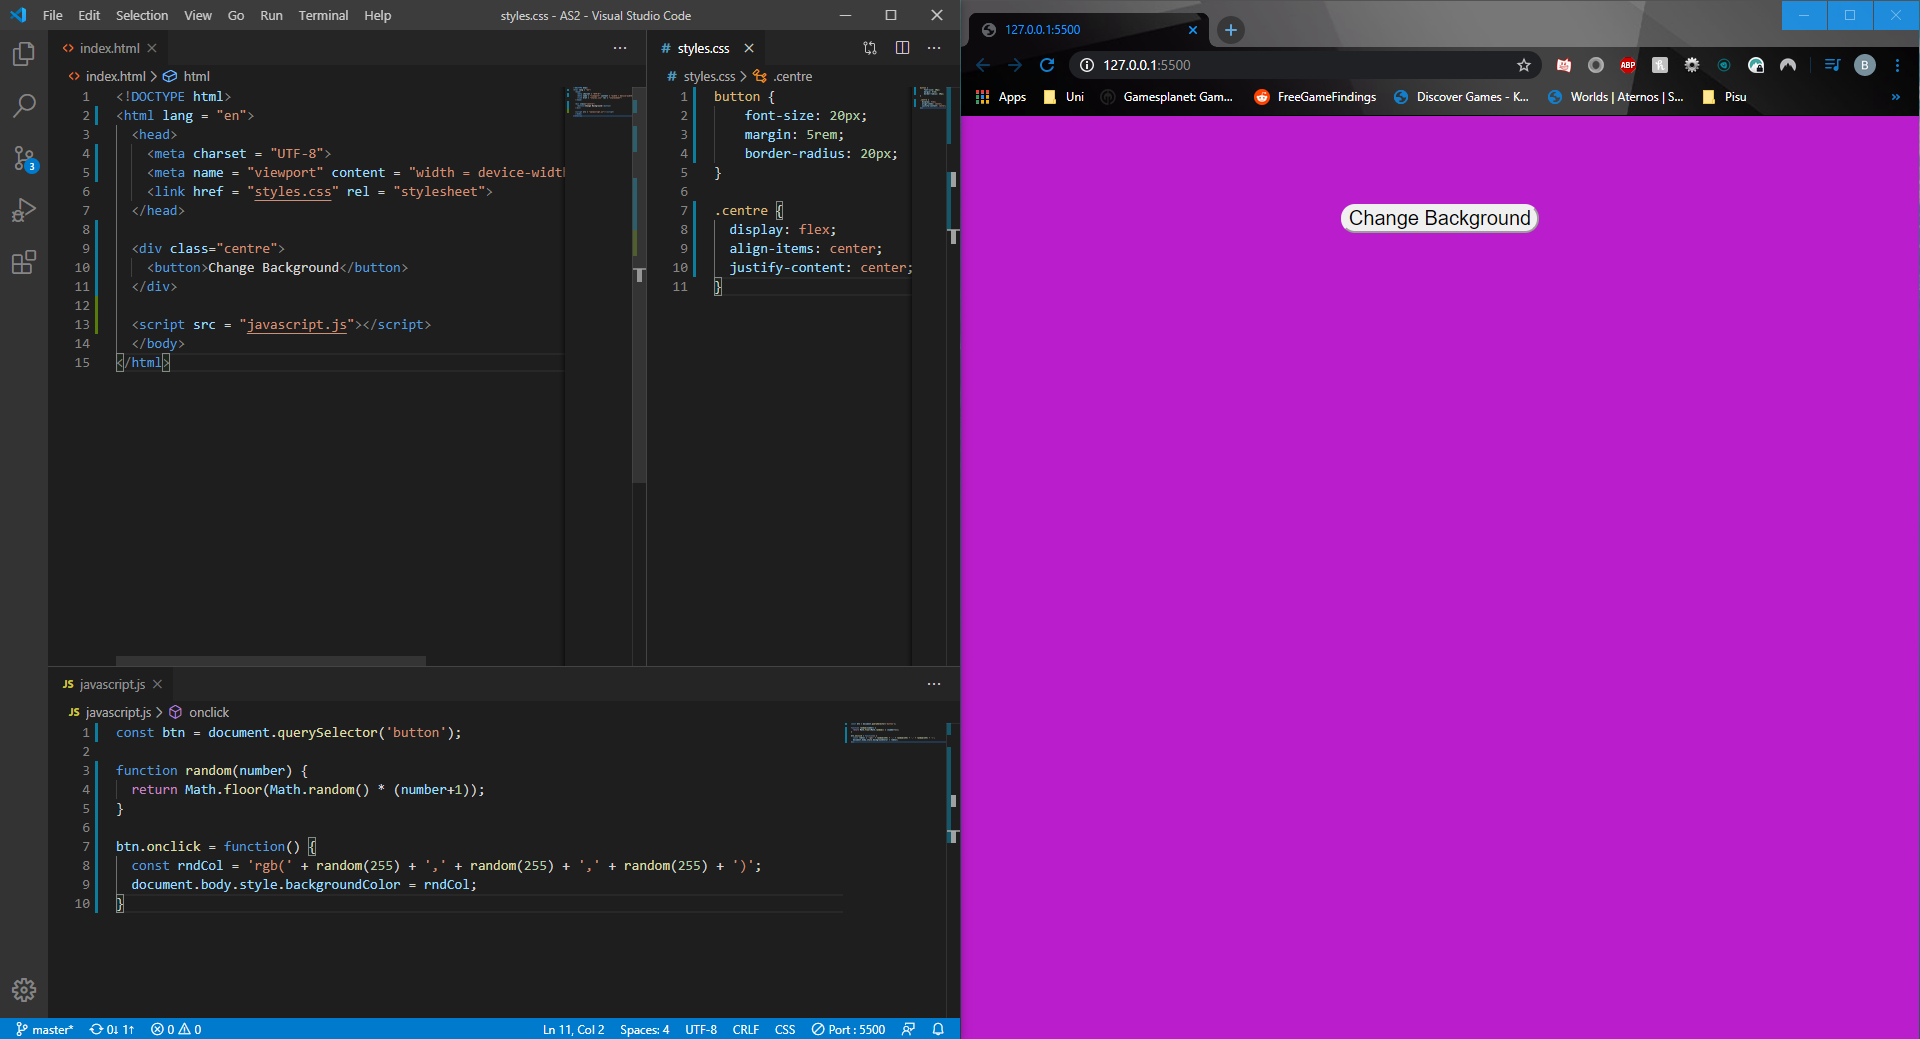 File Edit Selection View Go Run Terminal Help styles.css - AS2 - Visual Studio Code
index.html
index.html > html
1 <!DOCTYPE html>
2 <html lang = "en">
3 <head>
4 <meta charset = "UTF-8">
5 <meta name = "viewport" content = "width = device-width
6 <link href = "styles.css" rel = "stylesheet">
7 </head>
8
9 <div class="centre">
10 <button>Change Background</button>
11 </div>
12
13 <script src = "javascript.js"></script>
14 </body>
15 </html>
# styles.css
# styles.css > .centre
1 button {
2 font-size: 20px;
3 margin: 5rem;
4 border-radius: 20px;
5 }
6
7 .centre {
8 display: flex;
9 align-items: center;
10 justify-content: center;
11 }
JS javascript.js
JS javascript.js > onclick
1 const btn = document.querySelector('button');
2
3 function random(number) {
4 return Math.floor(Math.random() * (number+1));
5 }
6
7 btn.onclick = function() {
8 const rndCol = 'rgb(' + random(255) + ',' + random(255) + ',' + random(255) + ')';
9 document.body.style.backgroundColor = rndCol;
10 }
3
master* 0↓ 1↑ 0 0 Ln 11, Col 2 Spaces: 4 UTF-8 CRLF CSS Port : 5500
127.0.0.1:5500
127.0.0.1:5500 ABP B
Apps Uni Gamesplanet: Gam... FreeGameFindings Discover Games - K... Worlds | Aternos | S... Pisu »
Change Background